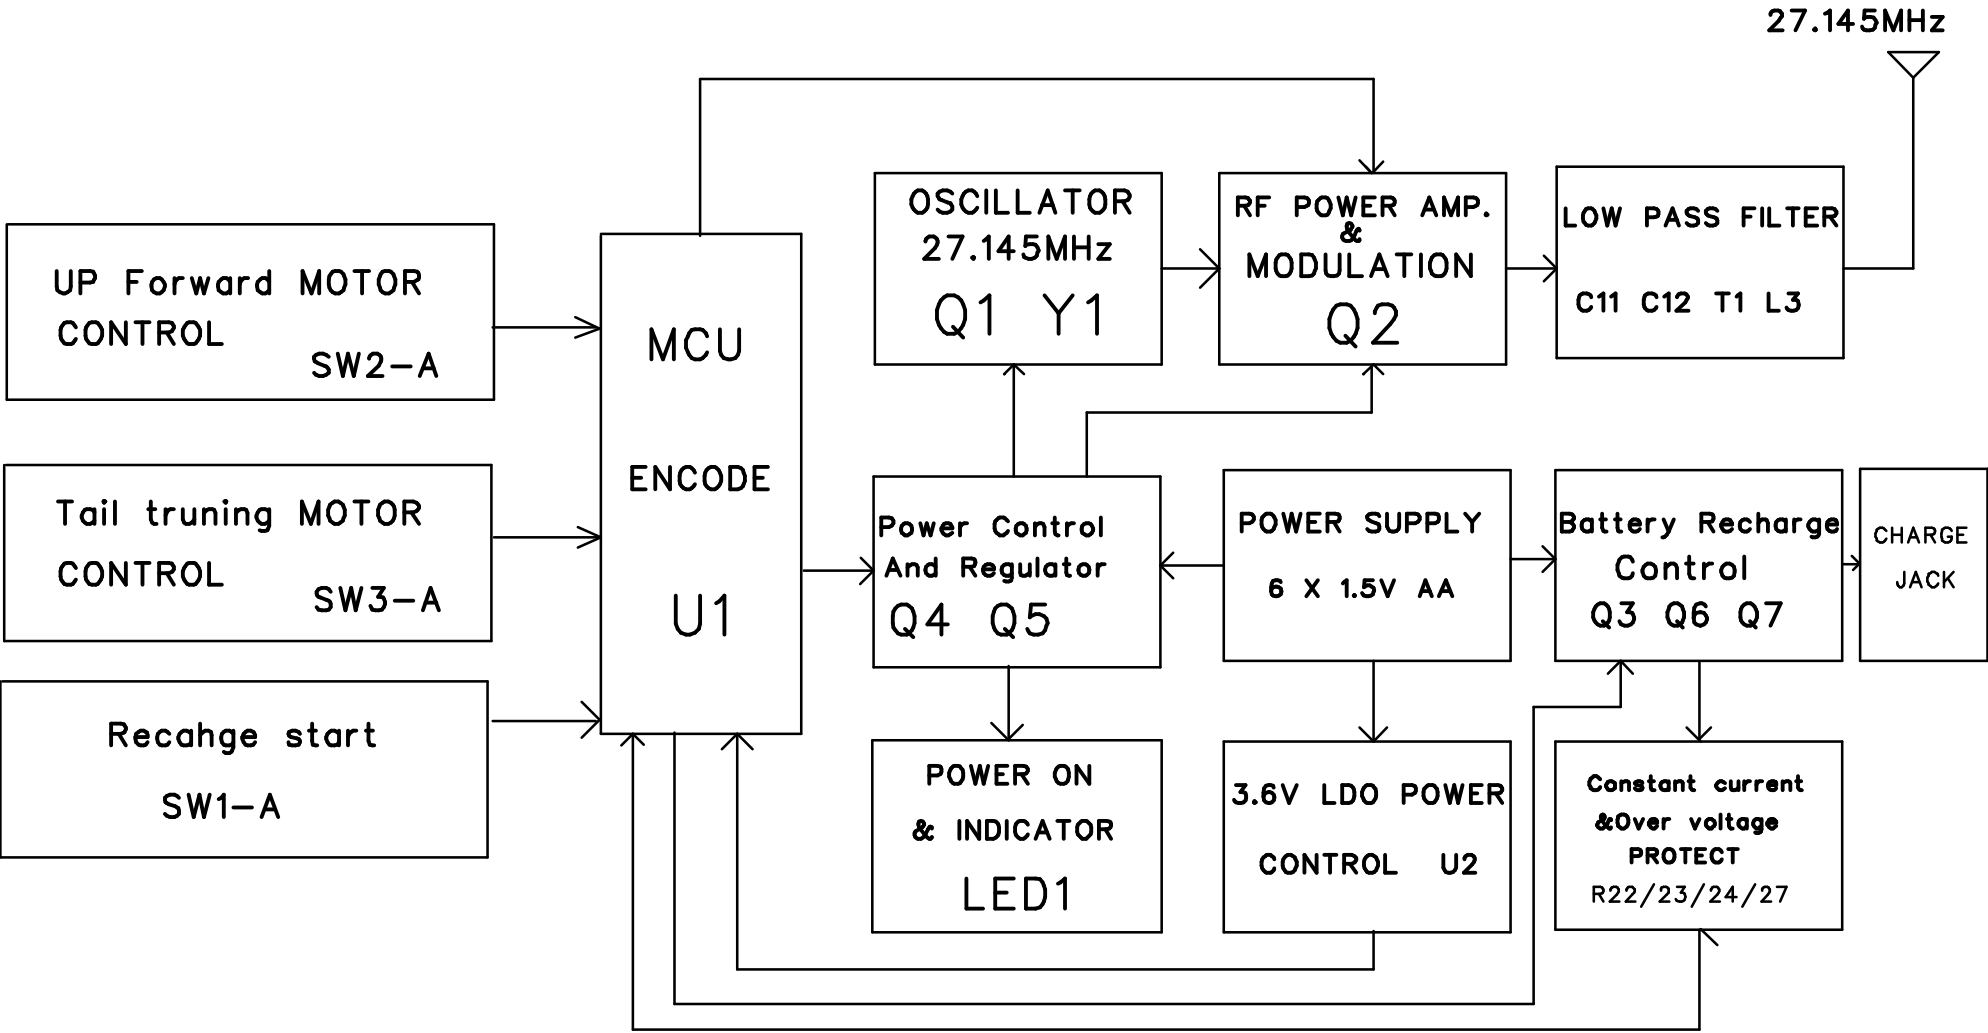 27.145MHz
UP Forward MOTOR
CONTROL
SW2-A
Tail truning MOTOR
CONTROL
SW3-A
Recahge start
SW1-A
MCU
ENCODE
U1
OSCILLATOR
27.145MHz
Q1 Y1
RF POWER AMP.
&
MODULATION
Q2
LOW PASS FILTER
C11 C12 T1 L3
Power Control
And Regulator
Q4 Q5
POWER SUPPLY
6 X 1.5V AA
Battery Recharge
Control
Q3 Q6 Q7
CHARGE
JACK
POWER ON
& INDICATOR
LED1
3.6V LDO POWER
CONTROL U2
Constant current
&Over voltage
PROTECT
R22/23/24/27